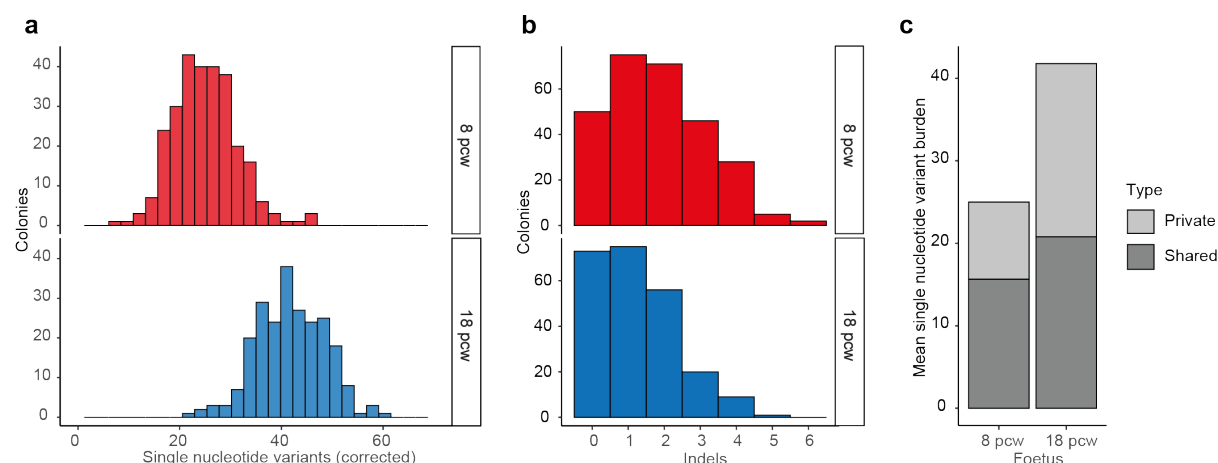 a
b
c
40
30
20
10
0
8 pcw
40
30
20
10
0
18 pcw
Colonies
0
20
40
60
Single nucleotide variants (corrected)
60
40
20
0
8 pcw
60
40
20
0
18 pcw
Colonies
0
1
2
3
4
5
6
Indels
40
30
20
10
0
Mean single nucleotide variant burden
8 pcw
18 pcw
Foetus
Type
Private
Shared